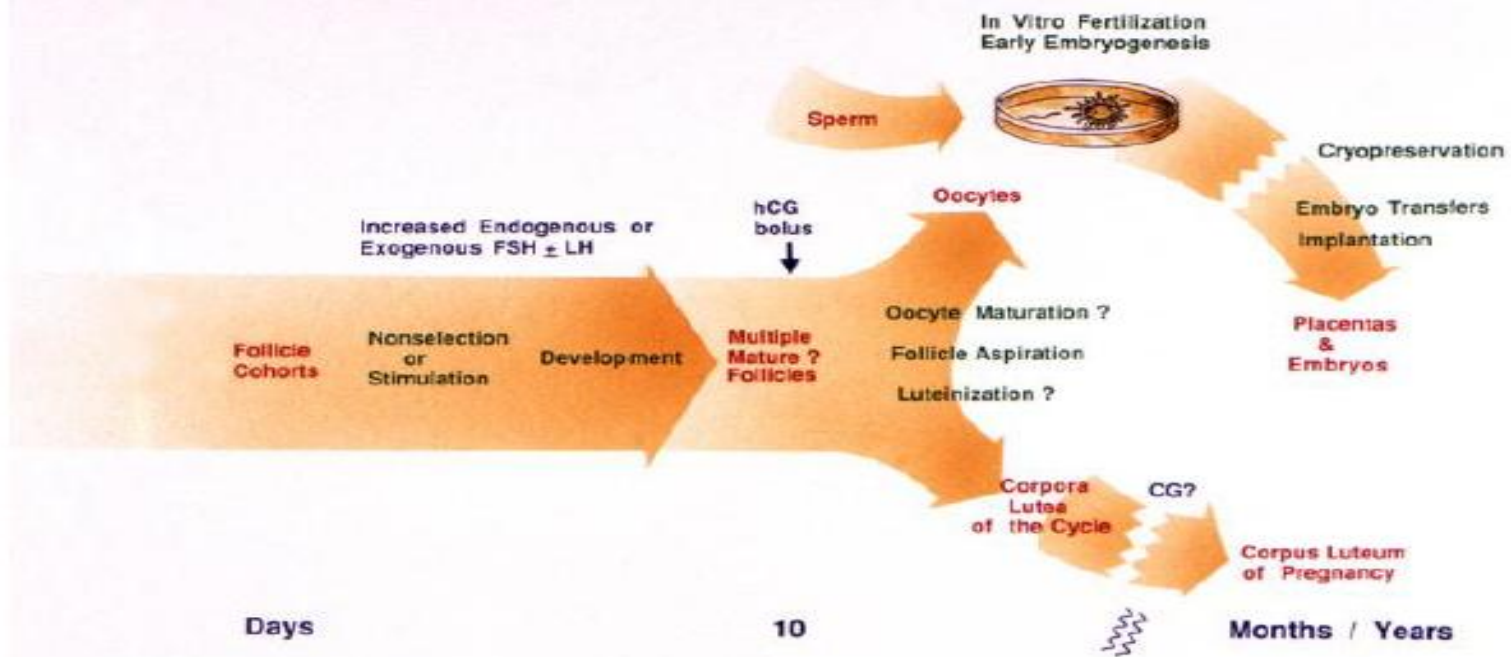 In Vitro Fertilization
Early Embryogenesis
Sperm
Cryopreservation
Oocytes
hCG
bolus
Embryo Transfers
Implantation
Increased Endogenous or
Exogenous FSH ± LH
Oocyte Maturation ?
Follicle Aspiration
Luteinization ?
Placentas
&
Embryos
Follicle
Cohorts
Nonselection
or
Stimulation
Development
Multiple
Mature ?
Follicles
Corpora
Lutea
of the Cycle
CG?
Corpus Luteum
of Pregnancy
Days
10
Months / Years